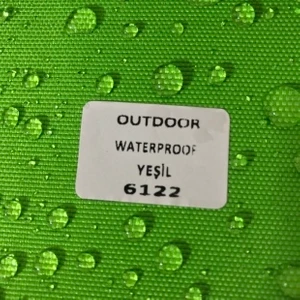 OUTDOOR
WATERPROOF
YEŞİL
6122